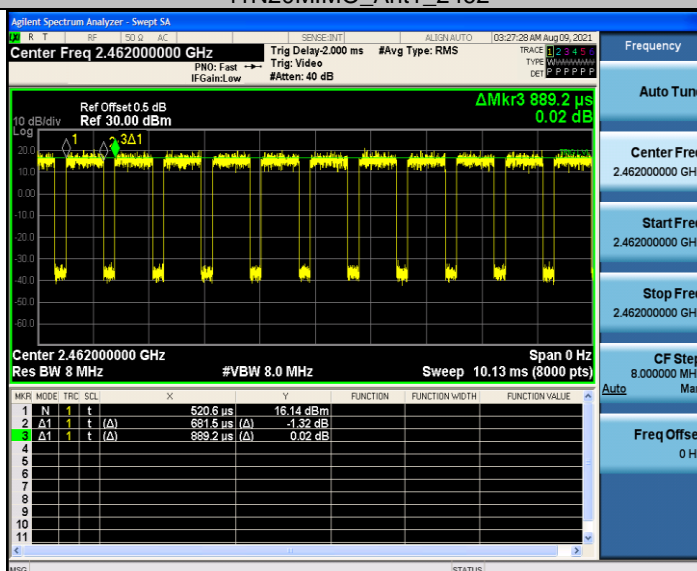 Agilent Spectrum Analyzer - Swept SA
R T RF 50 Ω AC SENSE:INT ALIGN AUTO 03:27:28 AM Aug 09, 2021
Center Freq 2.462000000 GHz
PNO: Fast
IFGain:Low
Trig Delay-2.000 ms
Trig: Video
#Atten: 40 dB
#Avg Type: RMS
TRACE 1 2 3 4 5 6
TYPE W
DET P P P P P P
ΔMkr3 889.2 µs
0.02 dB
Ref Offset 0.5 dB
10 dB/div Ref 30.00 dBm
Log
20.0
10.0
0.00
-10.0
-20.0
-30.0
-40.0
-50.0
-60.0
1
3Δ1
Center 2.462000000 GHz Span 0 Hz
Res BW 8 MHz #VBW 8.0 MHz Sweep 10.13 ms (8000 pts)
MKR MODE TRC SCL X Y FUNCTION FUNCTION WIDTH FUNCTION VALUE
1 N 1 t 520.6 µs 16.14 dBm
2 Δ1 1 t (Δ) 681.5 µs (Δ) -1.32 dB
3 Δ1 1 t (Δ) 889.2 µs (Δ) 0.02 dB
4
5
6
7
8
9
10
11
MSG STATUS
Frequency
Auto Tun
Center Fre
2.462000000 GH
Start Fre
2.462000000 GH
Stop Fre
2.462000000 GH
CF Step
8.000000 MH
Auto Ma
Freq Offse
0 H